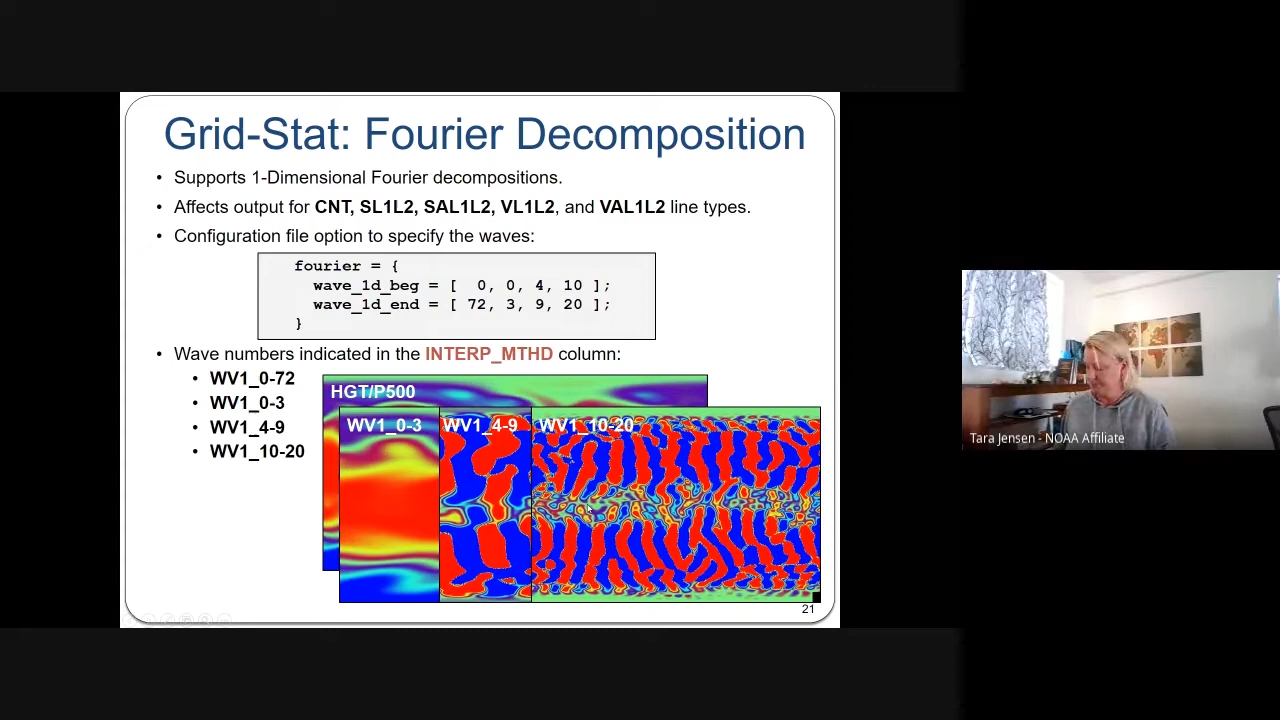 Grid-Stat: Fourier Decomposition
• Supports 1-Dimensional Fourier decompositions.
• Affects output for CNT, SL1L2, SAL1L2, VL1L2, and VAL1L2 line types.
• Configuration file option to specify the waves:
fourier = {
wave_1d_beg = [ 0, 0, 4, 10 ];
wave_1d_end = [ 72, 3, 9, 20 ];
}
• Wave numbers indicated in the INTERP_MTHD column:
• WV1_0-72
• WV1_0-3
• WV1_4-9
• WV1_10-20
HGT/P500
WV1_0-3
WV1_4-9
WV1_10-20
21
Tara Jensen - NOAA Affiliate